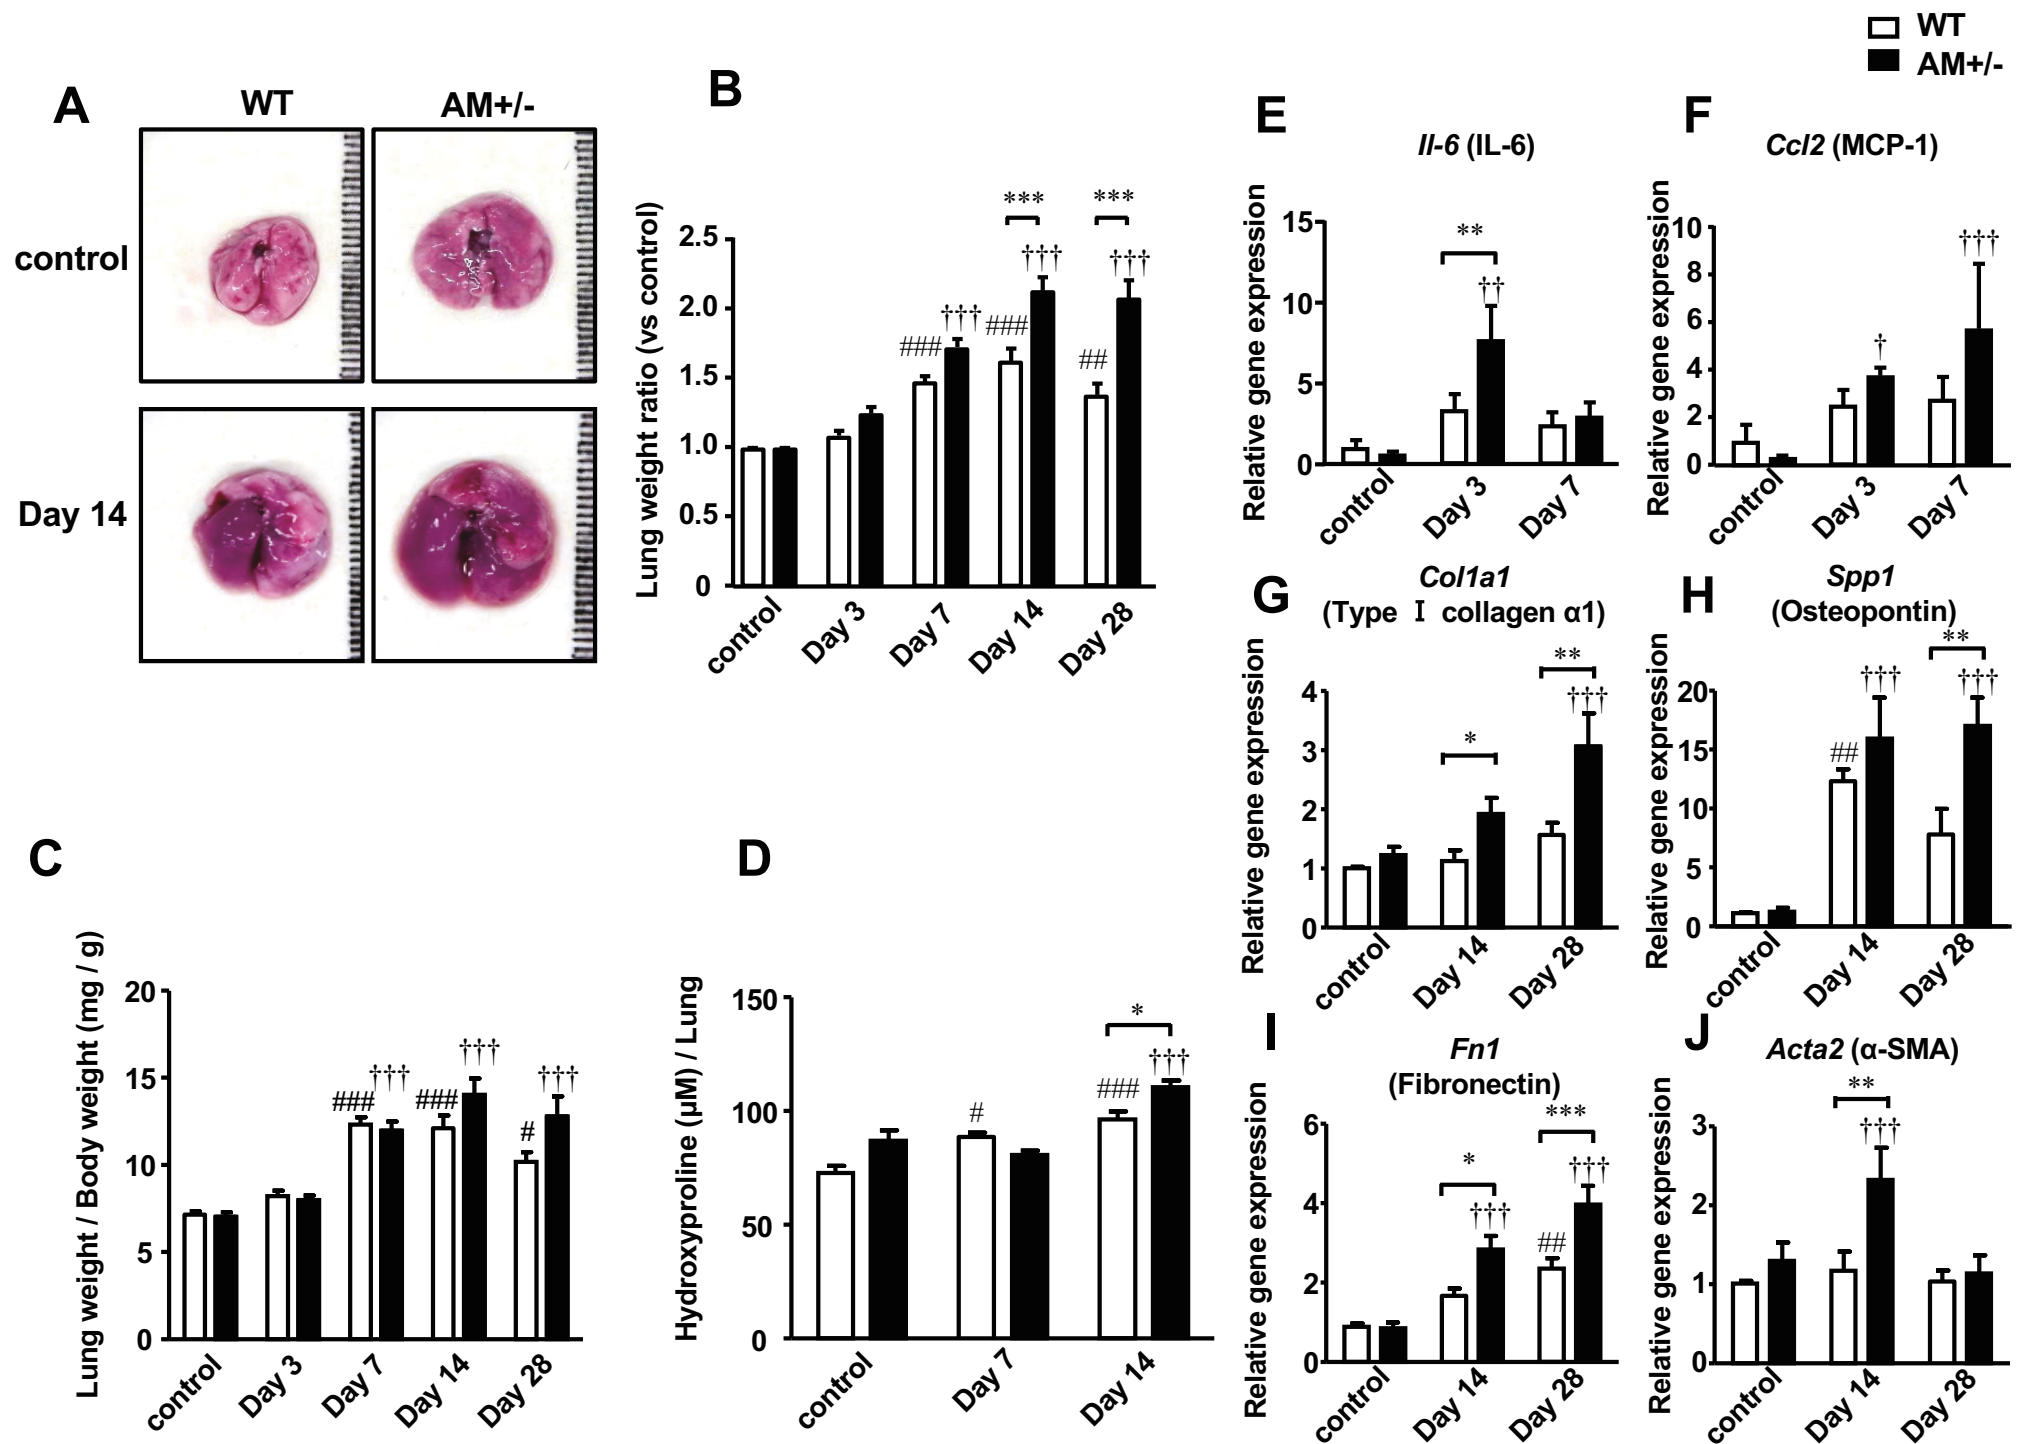 WT
AM+/-
A
WT
AM+/-
control
Day 14
B
Lung weight ratio (vs control)
2.5
2.0
1.5
1.0
0.5
0
***
***
###
†††
###
†††
##
†††
control
Day 3
Day 7
Day 14
Day 28
C
Lung weight / Body weight (mg / g)
20
15
10
5
0
###
†††
###
†††
#
†††
control
Day 3
Day 7
Day 14
Day 28
D
Hydroxyproline (μM) / Lung
150
100
50
0
#
*
###
†††
control
Day 7
Day 14
E
Il-6 (IL-6)
Relative gene expression
15
10
5
0
**
††
control
Day 3
Day 7
F
Ccl2 (MCP-1)
Relative gene expression
10
8
6
4
2
0
†
†††
control
Day 3
Day 7
G
Col1a1
(Type I collagen α1)
Relative gene expression
4
3
2
1
0
*
**
†††
control
Day 14
Day 28
H
Spp1
(Osteopontin)
Relative gene expression
20
15
10
5
0
##
†††
**
†††
control
Day 14
Day 28
I
Fn1
(Fibronectin)
Relative gene expression
6
4
2
0
*
†††
***
##
†††
control
Day 14
Day 28
J
Acta2 (α-SMA)
Relative gene expression
3
2
1
0
**
†††
control
Day 14
Day 28